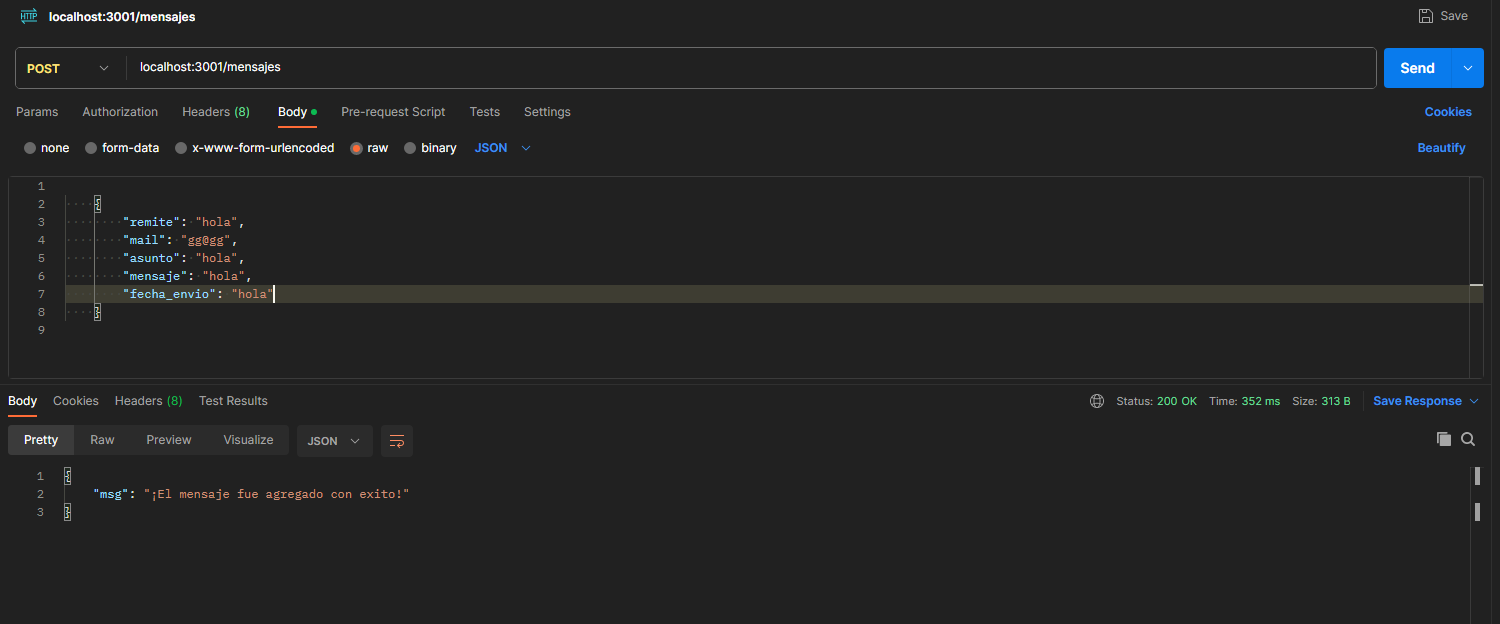 HTTP localhost:3001/mensajes Save
POST localhost:3001/mensajes Send
Params Authorization Headers (8) Body Pre-request Script Tests Settings Cookies
none form-data x-www-form-urlencoded raw binary JSON Beautify
1
2 {
3 "remite": "hola",
4 "mail": "gg@gg",
5 "asunto": "hola",
6 "mensaje": "hola",
7 "fecha_envio": "hola"
8 }
9
Body Cookies Headers (8) Test Results Status: 200 OK Time: 352 ms Size: 313 B Save Response
Pretty Raw Preview Visualize JSON
1 {
2 "msg": "¡El mensaje fue agregado con exito!"
3 }